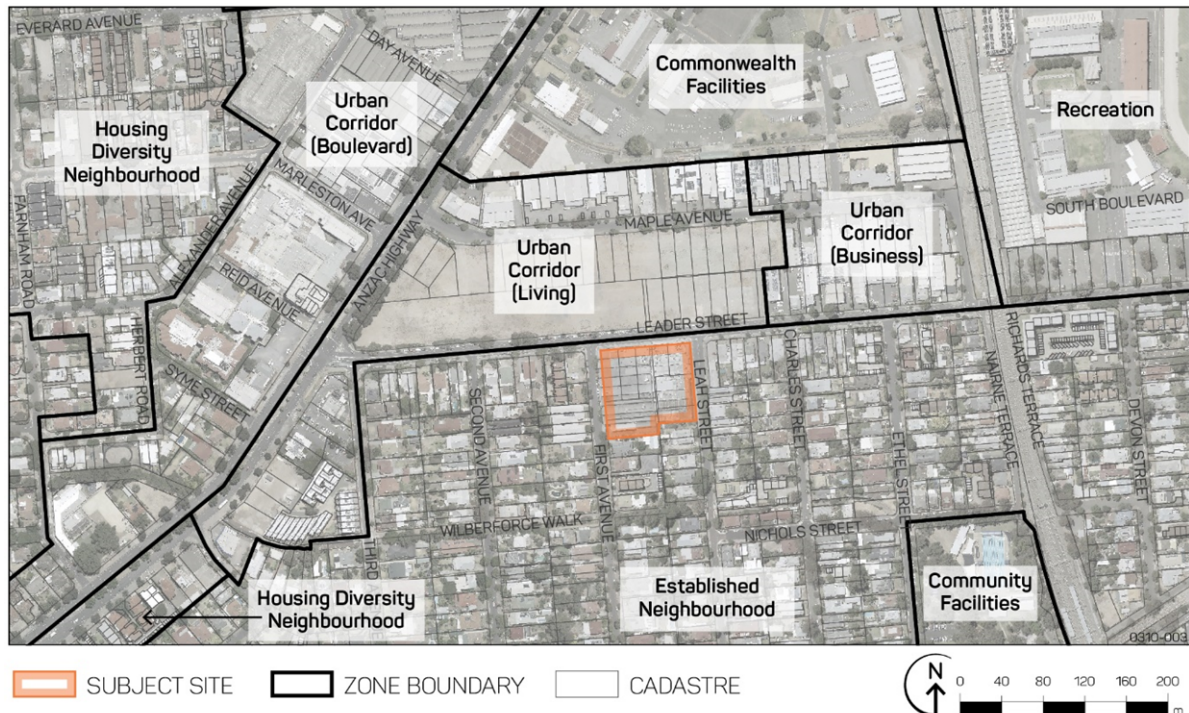 EVERARD AVENUE
DAY AVENUE
Commonwealth
Facilities
Recreation
Urban
Corridor
(Boulevard)
Housing
Diversity
Neighbourhood
MARLESTON AVE
ALEXANDER AVENUE
FARNHAM ROAD
SOUTH BOULEVARD
MAPLE AVENUE
Urban
Corridor
(Business)
Urban
Corridor
(Living)
ANZAC HIGHWAY
REID AVENUE
LEADER STREET
HERBERT ROAD
SYME STREET
SECOND AVENUE
FIRST AVENUE
LEAH STREET
CHARLES STREET
ETHEL STREE
NAIRNE TERRACE
RICHARDS TERRACE
DEVON STREET
WILBERFORCE WALK
NICHOLS STREET
THIRD
Housing Diversity
Neighbourhood
Established
Neighbourhood
Community
Facilities
0310-003
SUBJECT SITE
ZONE BOUNDARY
CADASTRE
N
0 40 80 120 160 200
m